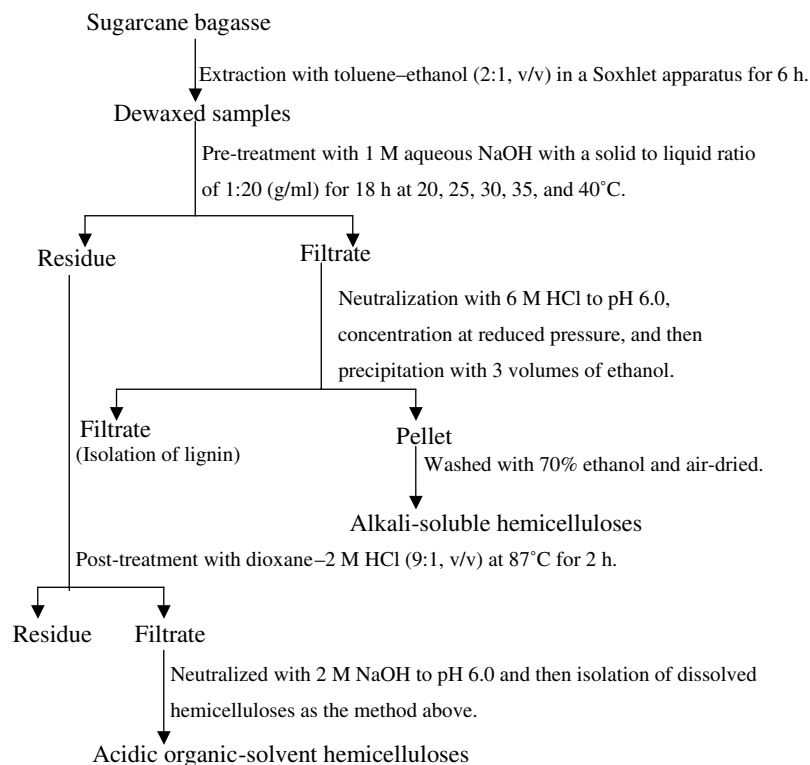 Sugarcane bagasse
Extraction with toluene–ethanol (2:1, v/v) in a Soxhlet apparatus for 6 h.
Dewaxed samples
Pre-treatment with 1 M aqueous NaOH with a solid to liquid ratio
of 1:20 (g/ml) for 18 h at 20, 25, 30, 35, and 40˚C.
Residue
Filtrate
Neutralization with 6 M HCl to pH 6.0,
concentration at reduced pressure, and then
precipitation with 3 volumes of ethanol.
Filtrate
(Isolation of lignin)
Pellet
Washed with 70% ethanol and air-dried.
Alkali-soluble hemicelluloses
Post-treatment with dioxane–2 M HCl (9:1, v/v) at 87˚C for 2 h.
Residue
Filtrate
Neutralized with 2 M NaOH to pH 6.0 and then isolation of dissolved
hemicelluloses as the method above.
Acidic organic-solvent hemicelluloses